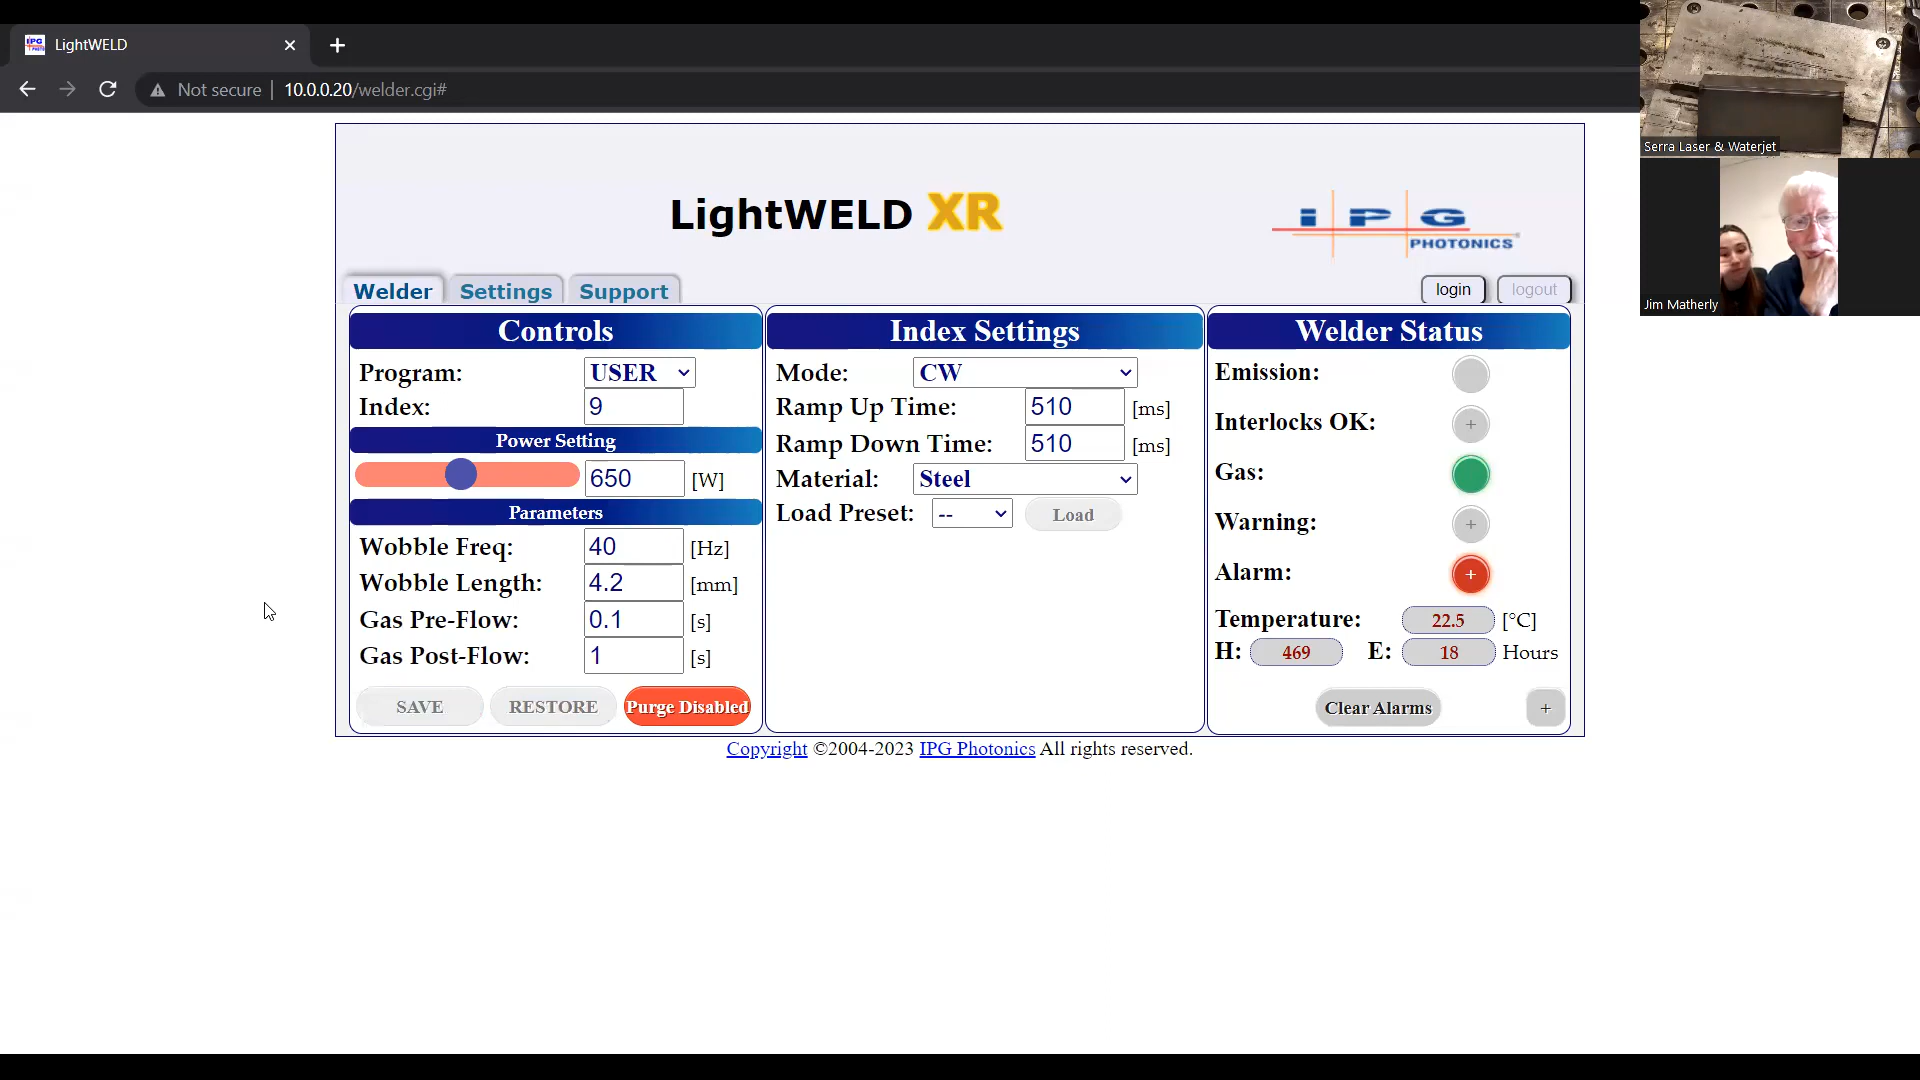 LightWELD
Not secure | 10.0.0.20/welder.cgi#
Serra Laser & Waterjet
Jim Matherly
LightWELD XR
IPG
PHOTONICS
Welder Settings Support login logout
Controls
Program: USER
Index: 9
Power Setting
650 [W]
Parameters
Wobble Freq: 40 [Hz]
Wobble Length: 4.2 [mm]
Gas Pre-Flow: 0.1 [s]
Gas Post-Flow: 1 [s]
SAVE RESTORE Purge Disabled
Index Settings
Mode: CW
Ramp Up Time: 510 [ms]
Ramp Down Time: 510 [ms]
Material: Steel
Load Preset: -- Load
Welder Status
Emission:
Interlocks OK: +
Gas:
Warning: +
Alarm: +
Temperature: 22.5 [°C]
H: 469 E: 18 Hours
Clear Alarms +
Copyright ©2004-2023 IPG Photonics All rights reserved.